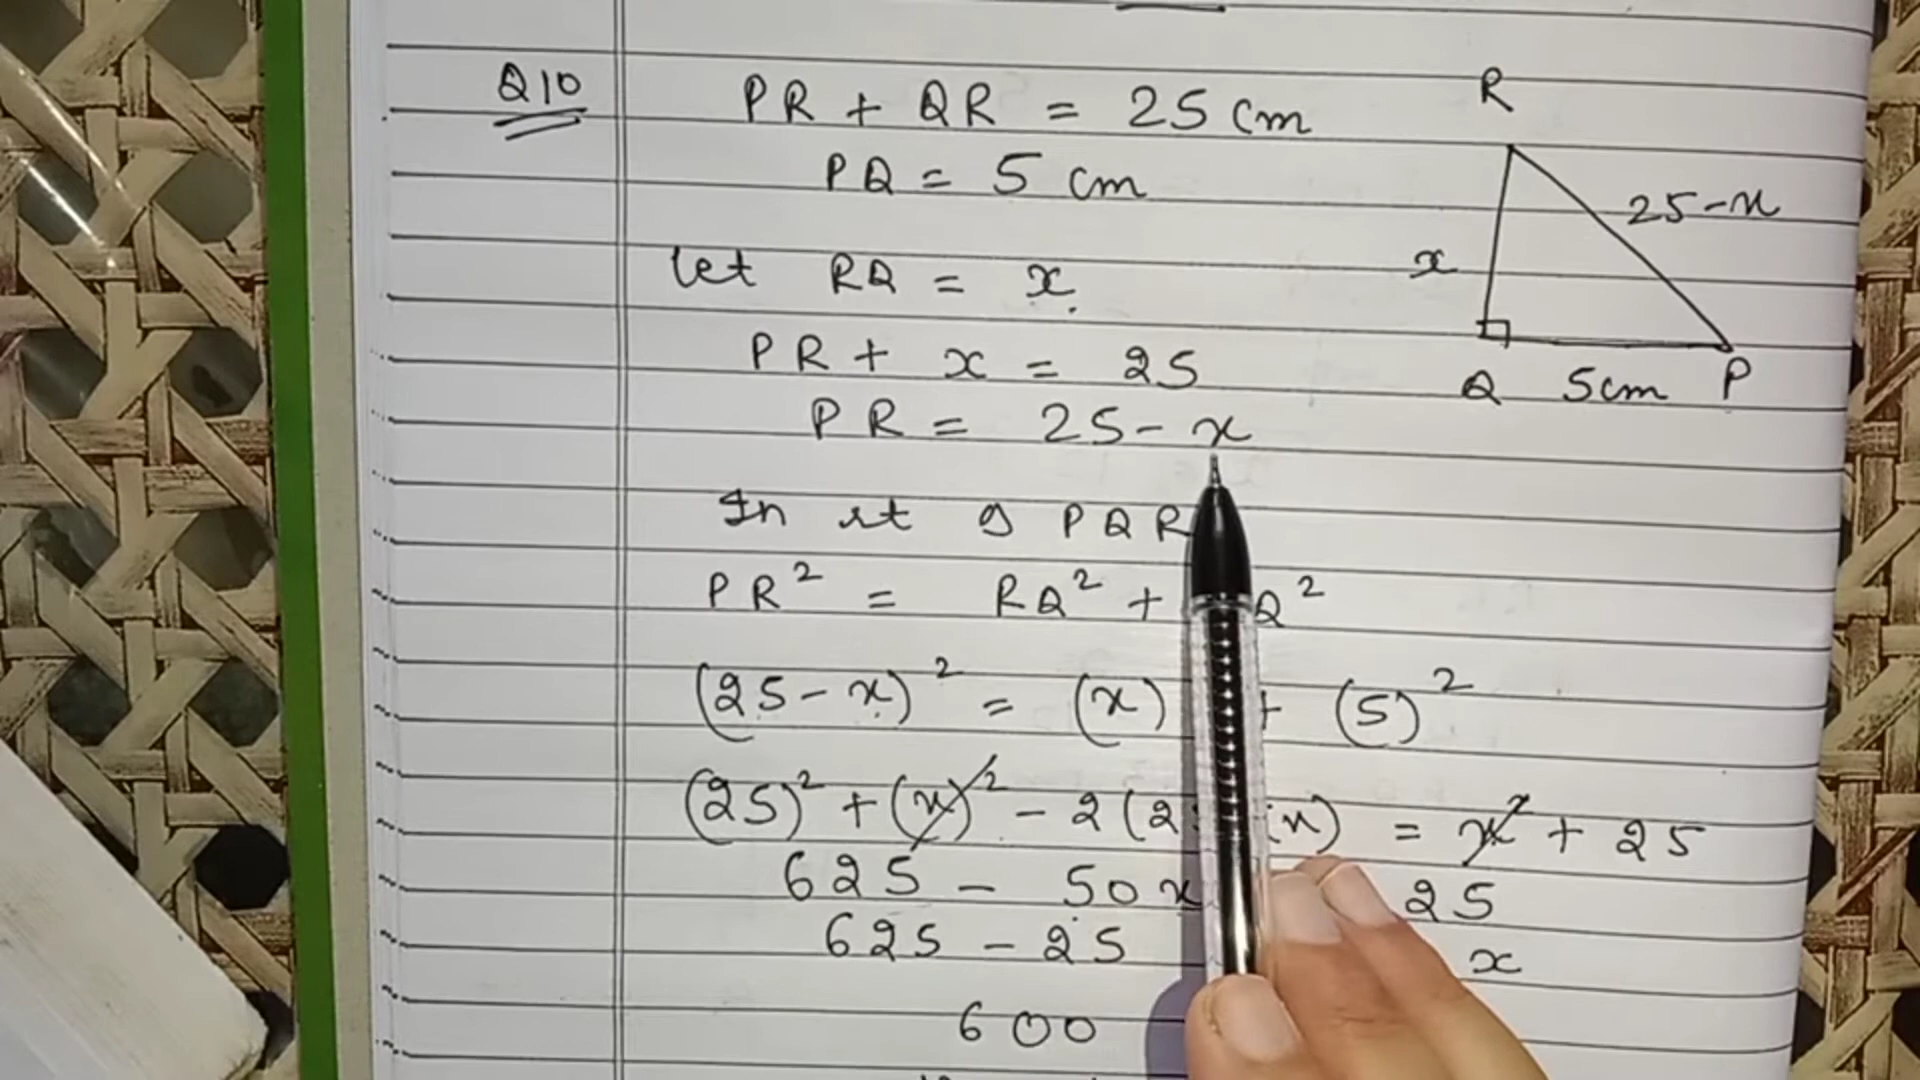 Q10
PR + QR = 25 cm
PQ = 5 cm
let RQ = x
PR + x = 25
PR = 25 - x
In rt PQR
PR² = RQ² + Q²
(25 - x)² = (x) + (5)²
(25)² + (x)² - 2 (2 x) = x² + 25
625 - 50x 25
625 - 25 x
600
R
25-x
x
Q 5cm P